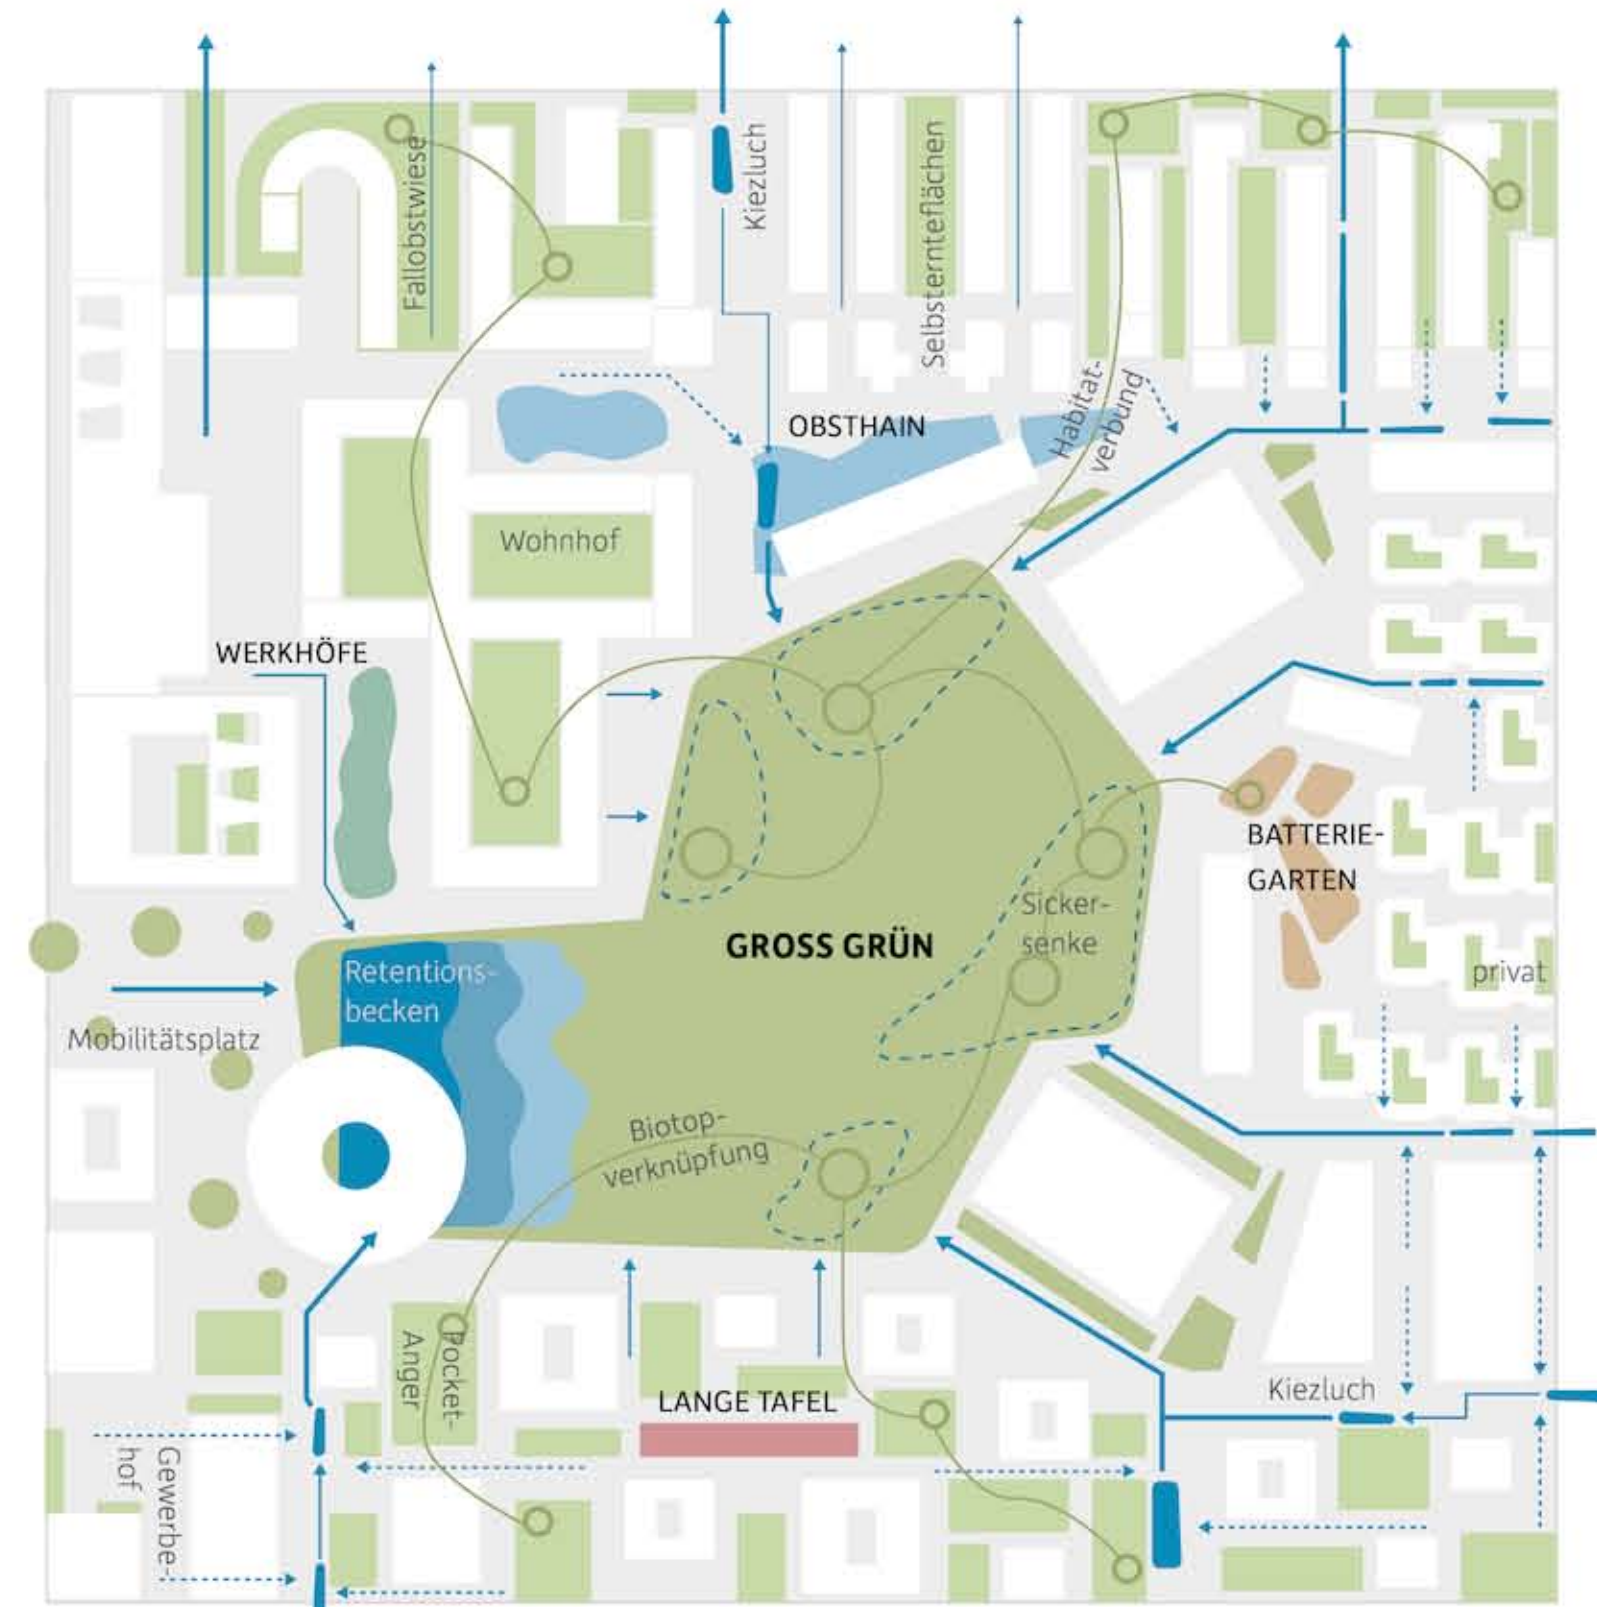 Fallobstwiese
Kiezluch
Selbsternteflächen
Habitat-
verbund
OBSTHAIN
Wohnhof
WERKHÖFE
BATTERIE-
GARTEN
Sicker-
senke
GROSS GRÜN
Retentions-
becken
privat
Mobilitätsplatz
Biotop-
verknüpfung
Pocket-
Anger
LANGE TAFEL
Kiezluch
Gewerbe-
hof